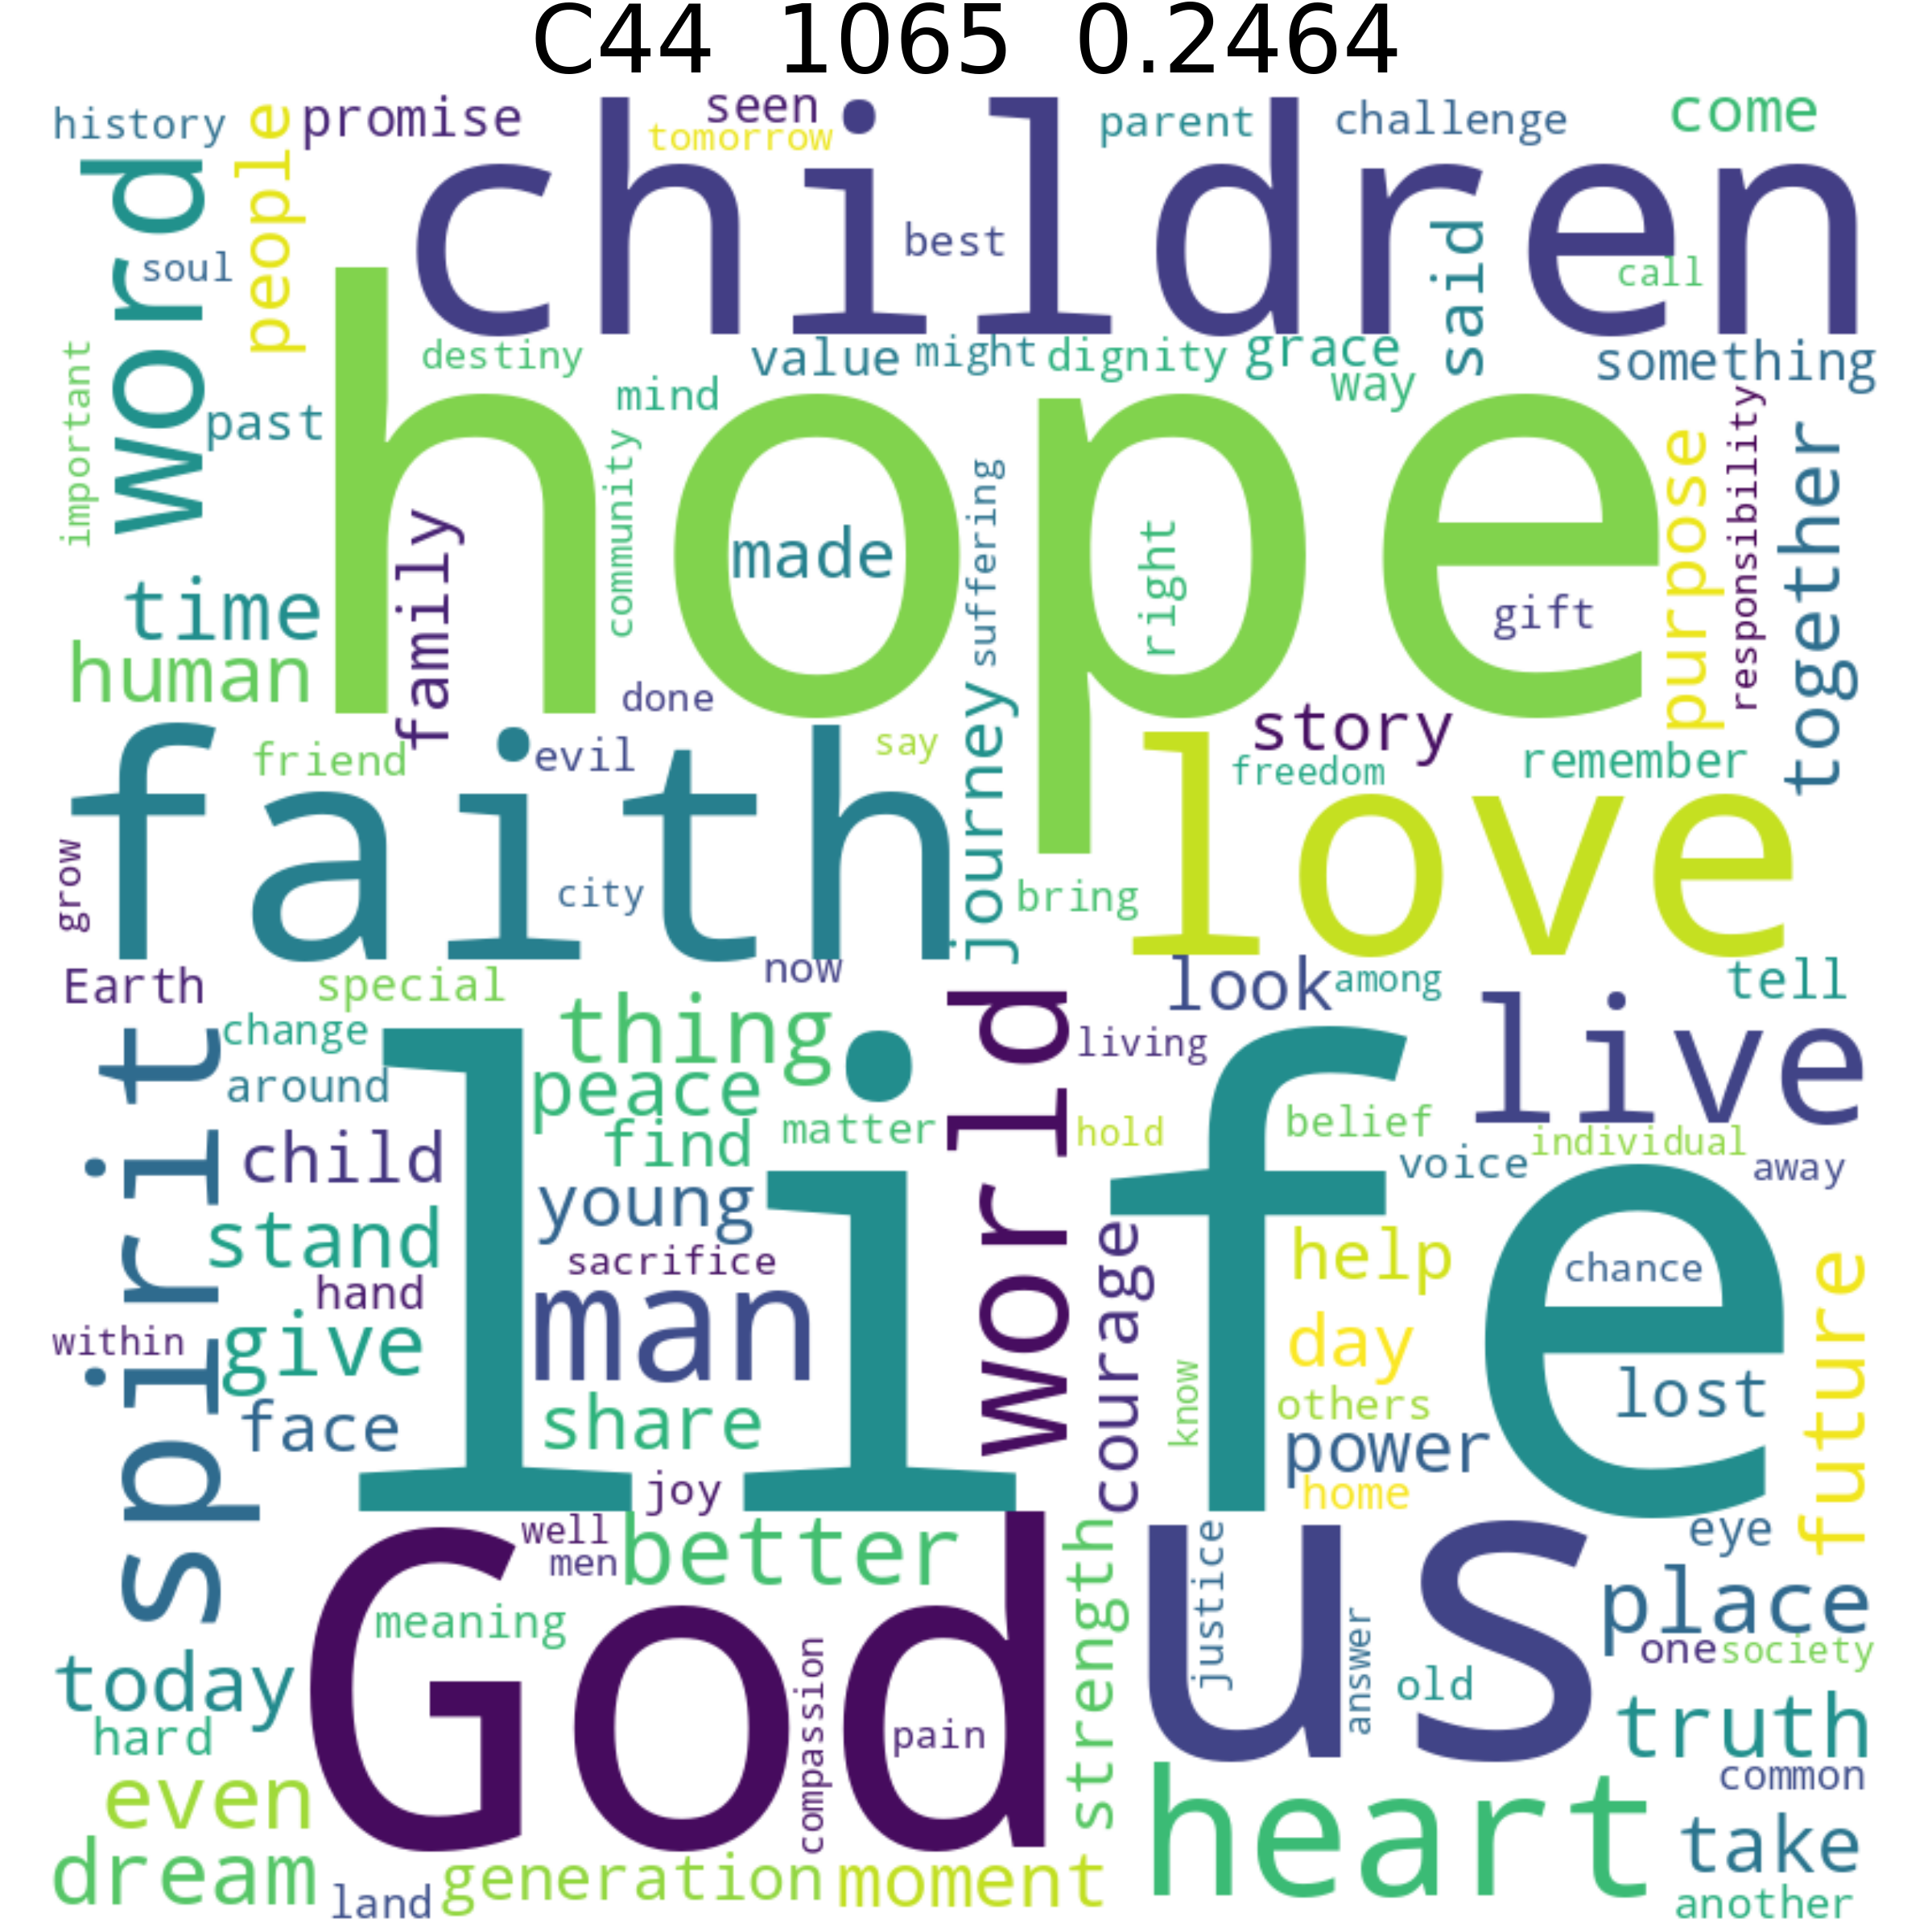 C44 1065 0.2464
history
people
promise
seen
tomorrow
children
parent
challenge
come
word
soul
best
said
call
important
past
destiny
value
might
dignity
grace
way
something
mind
hope
community
made
suffering
right
gift
purpose
responsibility
together
time
human
family
done
journey
story
freedom
remember
faith
friend
evil
say
city
grow
bring
love
Earth
special
now
look
among
tell
spirit
change
around
thing
peace
find
matter
world
living
live
hold
belief
individual
voice
away
life
child
young
stand
sacrifice
hand
man
within
give
share
face
joy
courage
know
help
chance
day
others
lost
power
home
future
God
well
men
better
meaning
compassion
pain
strength
us
justice
answer
old
eye
place
one
society
today
hard
truth
common
even
heart
take
dream
land
generation
moment
another